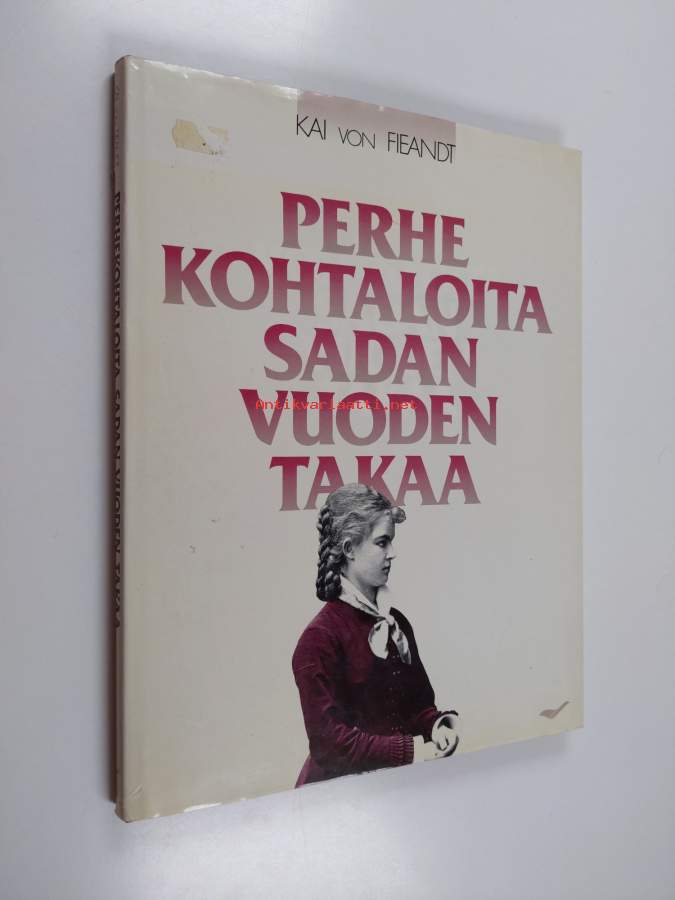 KAI VON FIEANDT
PERHE
KOHTALOITA
SADAN
VUODEN
TAKAA
Antikvariaatti.net
PERHEKOHTALOITA SADAN VUODEN TAKAA